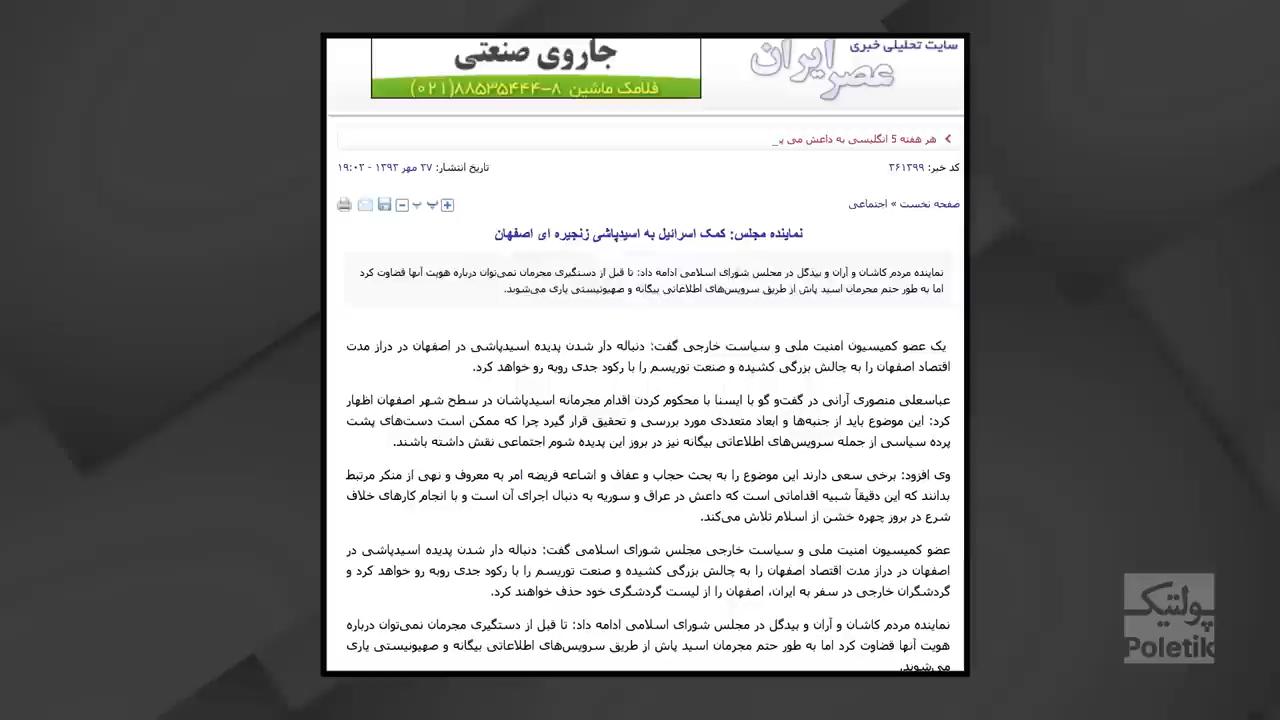 جاروی صنعتی
فلامک ماشین ۸-۸۸۵۳۵۴۴۴(۰۲۱)
سایت تحلیلی خبری
عصر ایران
هر هفته 5 انگلیسی به داعش می پ_
کد خبر: ۳۶۱۳۹۹
تاریخ انتشار: ۲۷ مهر ۱۳۹۳ - ۱۹:۰۲
صفحه نخست » اجتماعی
نماینده مجلس: کمک اسرائیل به اسیدپاشی زنجیره ای اصفهان
نماینده مردم کاشان و آران و بیدگل در مجلس شورای اسلامی ادامه داد: تا قبل از دستگیری مجرمان نمی‌توان درباره هویت آنها قضاوت کرد
اما به طور حتم مجرمان اسید پاش از طریق سرویس‌های اطلاعاتی بیگانه و صهیونیستی یاری می‌شوند.
یک عضو کمیسیون امنیت ملی و سیاست خارجی گفت: دنباله دار شدن پدیده اسیدپاشی در اصفهان در دراز مدت
اقتصاد اصفهان را به چالش بزرگی کشیده و صنعت توریسم را با رکود جدی روبه رو خواهد کرد.
عباسعلی منصوری آرانی در گفت‌و گو با ایسنا با محکوم کردن اقدام مجرمانه اسیدپاشان در سطح شهر اصفهان اظهار
کرد: این موضوع باید از جنبه‌ها و ابعاد متعددی مورد بررسی و تحقیق قرار گیرد چرا که ممکن است دست‌های پشت
پرده سیاسی از جمله سرویس‌های اطلاعاتی بیگانه نیز در بروز این پدیده شوم اجتماعی نقش داشته باشند.
وی افزود: برخی سعی دارند این موضوع را به بحث حجاب و عفاف و اشاعه فریضه امر به معروف و نهی از منکر مرتبط
بدانند که این دقیقاً شبیه اقداماتی است که داعش در عراق و سوریه به دنبال اجرای آن است و با انجام کارهای خلاف
شرع در بروز چهره خشن از اسلام تلاش می‌کند.
عضو کمیسیون امنیت ملی و سیاست خارجی مجلس شورای اسلامی گفت: دنباله دار شدن پدیده اسیدپاشی در
اصفهان در دراز مدت اقتصاد اصفهان را به چالش بزرگی کشیده و صنعت توریسم را با رکود جدی روبه رو خواهد کرد و
گردشگران خارجی در سفر به ایران، اصفهان را از لیست گردشگری خود حذف خواهند کرد.
نماینده مردم کاشان و آران و بیدگل در مجلس شورای اسلامی ادامه داد: تا قبل از دستگیری مجرمان نمی‌توان درباره
هویت آنها قضاوت کرد اما به طور حتم مجرمان اسید پاش از طریق سرویس‌های اطلاعاتی بیگانه و صهیونیستی یاری
می‌شوند.
پولتیک
Poletik